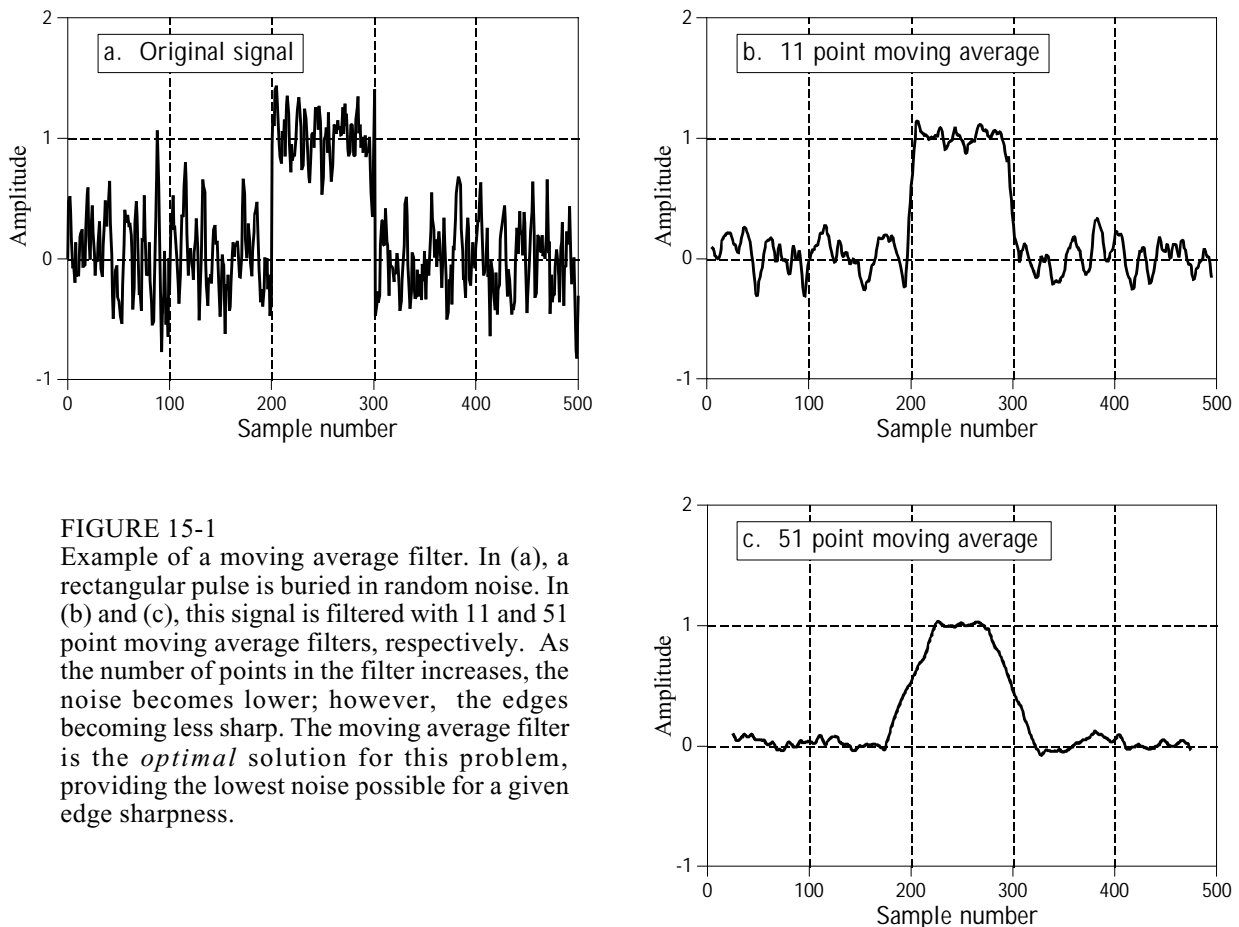 2
a. Original signal
1
Amplitude
0
-1
0 100 200 300 400 500
Sample number
2
b. 11 point moving average
1
Amplitude
0
-1
0 100 200 300 400 500
Sample number
FIGURE 15-1
Example of a moving average filter. In (a), a
rectangular pulse is buried in random noise. In
(b) and (c), this signal is filtered with 11 and 51
point moving average filters, respectively. As
the number of points in the filter increases, the
noise becomes lower; however, the edges
becoming less sharp. The moving average filter
is the optimal solution for this problem,
providing the lowest noise possible for a given
edge sharpness.
2
c. 51 point moving average
1
Amplitude
0
-1
0 100 200 300 400 500
Sample number